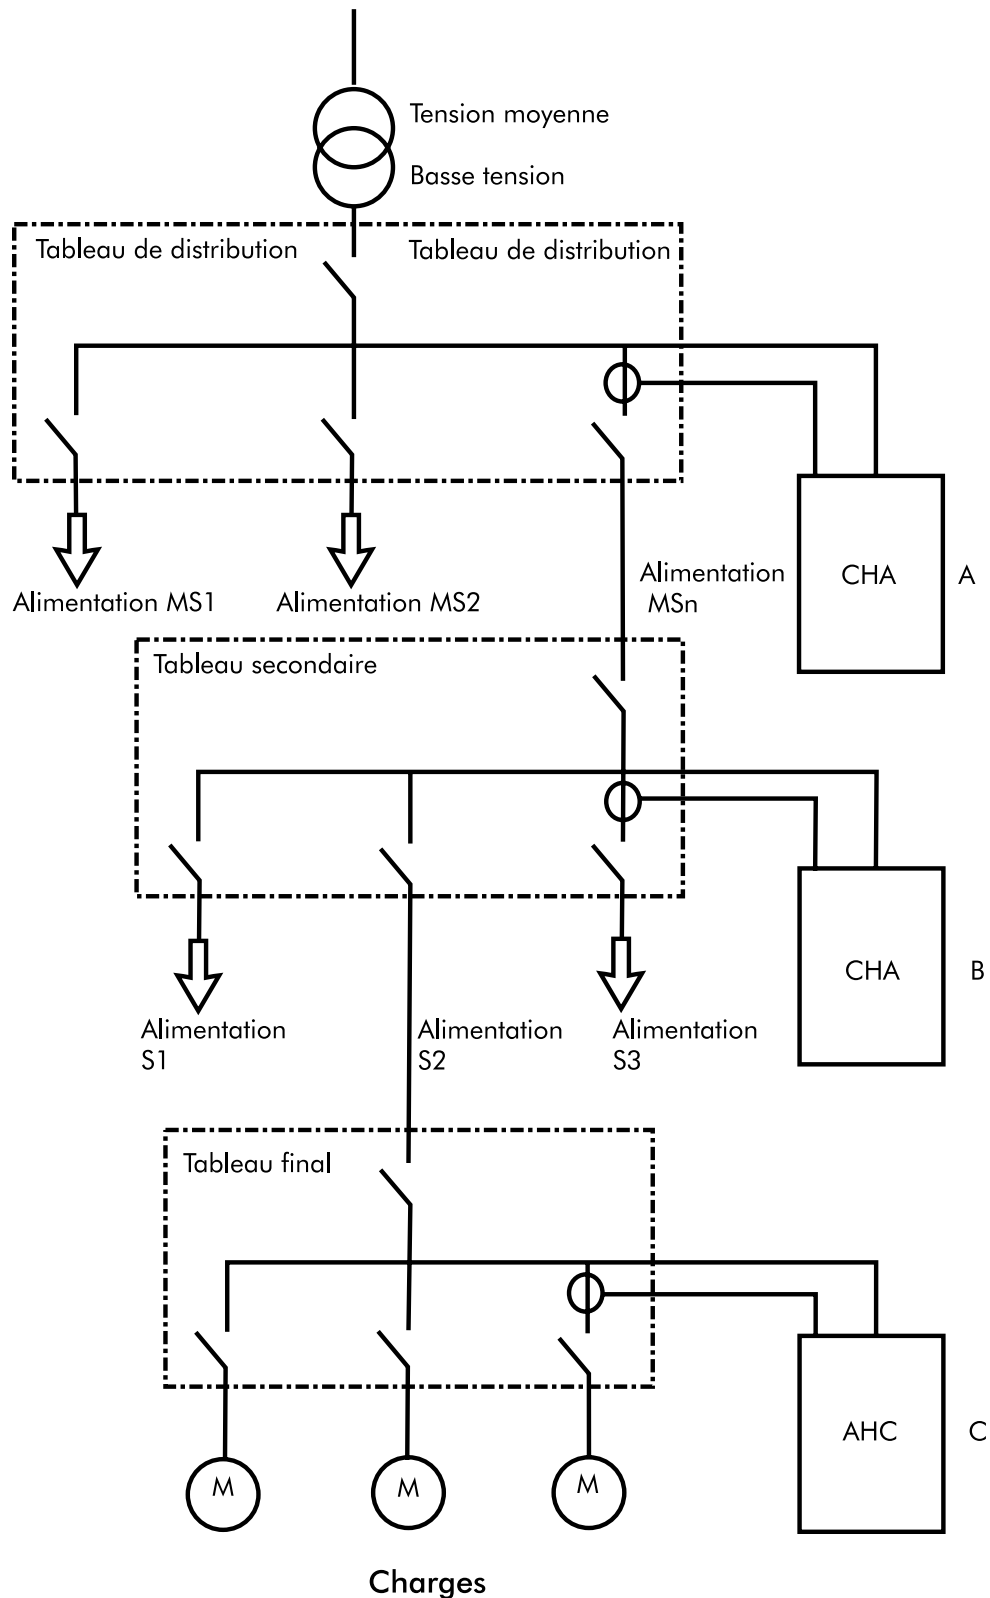 Tension moyenne
Basse tension
Tableau de distribution
Tableau de distribution
CHA
A
Alimentation MS1
Alimentation MS2
Alimentation
MSn
Tableau secondaire
CHA
B
Alimentation
S1
Alimentation
S2
Alimentation
S3
Tableau final
AHC
C
M
M
M
Charges